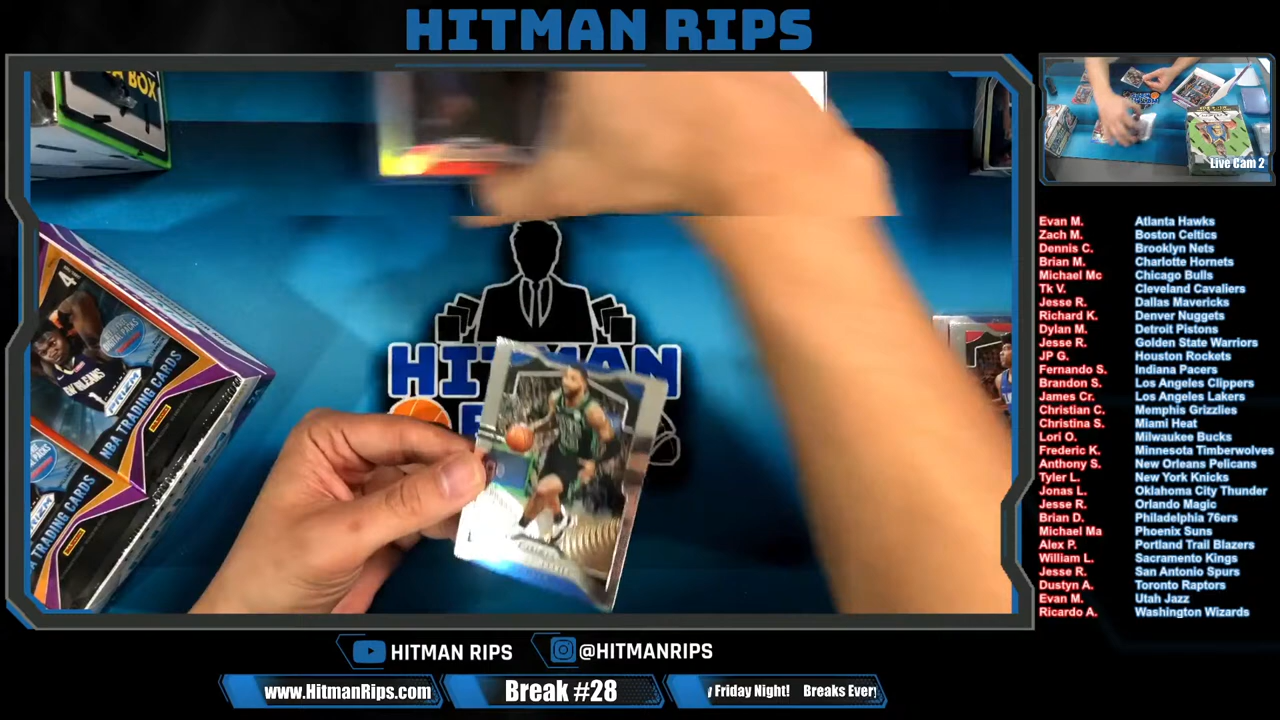 HITMAN RIPS
A BOX
Live Cam 2
Evan M. Atlanta Hawks
Zach M. Boston Celtics
Dennis C. Brooklyn Nets
Brian M. Charlotte Hornets
Michael Mc Chicago Bulls
Tk V. Cleveland Cavaliers
Jesse R. Dallas Mavericks
Richard K. Denver Nuggets
Dylan M. Detroit Pistons
Jesse R. Golden State Warriors
JP G. Houston Rockets
Fernando S. Indiana Pacers
Brandon S. Los Angeles Clippers
James Cr. Los Angeles Lakers
Christian C. Memphis Grizzlies
Christina S. Miami Heat
Lori O. Milwaukee Bucks
Frederic K. Minnesota Timberwolves
Anthony S. New Orleans Pelicans
Tyler L. New York Knicks
Jonas L. Oklahoma City Thunder
Jesse R. Orlando Magic
Brian D. Philadelphia 76ers
Michael Ma Phoenix Suns
Alex P. Portland Trail Blazers
William L. Sacramento Kings
Jesse R. San Antonio Spurs
Dustyn A. Toronto Raptors
Evan M. Utah Jazz
Ricardo A. Washington Wizards
PRIZM
NBA TRADING CARDS
TRADING CARDS
HITMAN
HITMAN RIPS
@HITMANRIPS
www.HitmanRips.com
Break #28
y Friday Night! Breaks Every